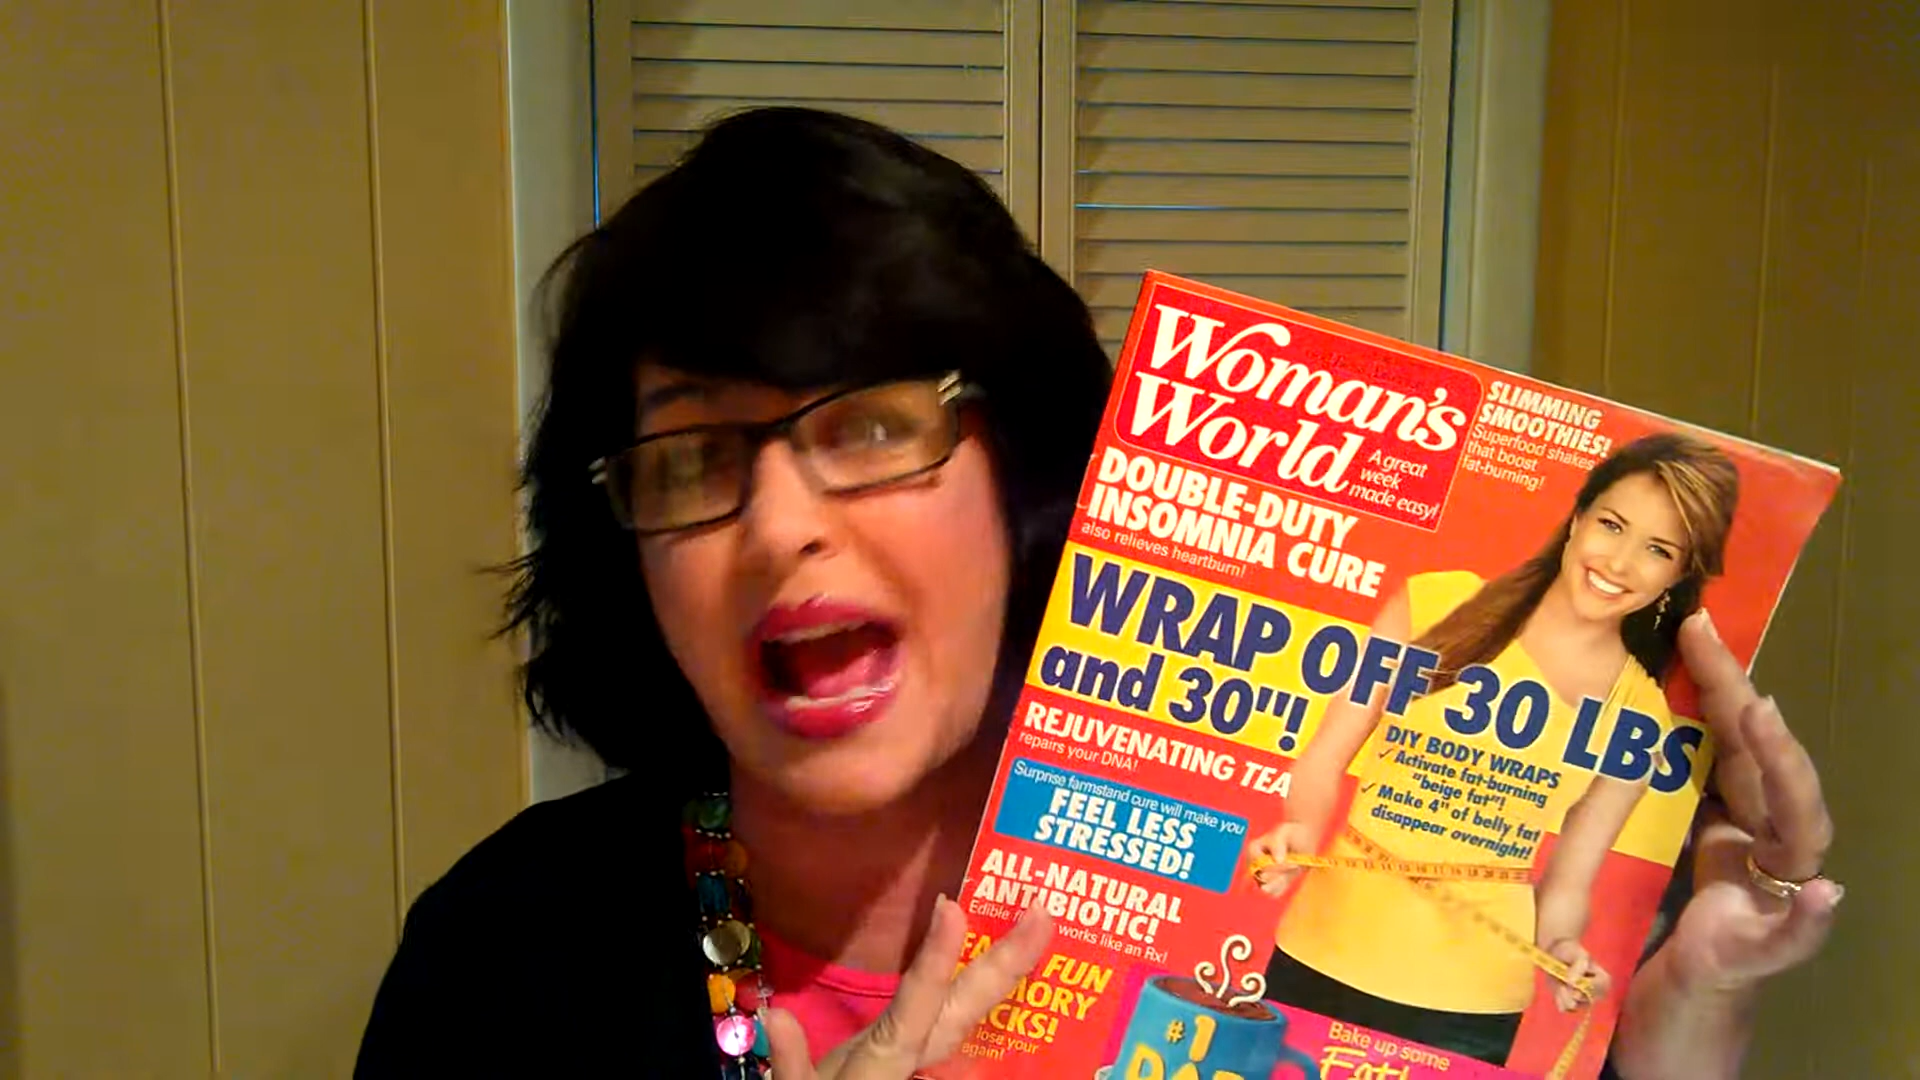 Woman's
World
A great
week
made easy!
SLIMMING
SMOOTHIES!
Superfood shakes
that boost
fat-burning!
DOUBLE-DUTY
INSOMNIA CURE
also relieves heartburn!
WRAP OFF 30 LBS
and 30"!
DIY BODY WRAPS
✓ Activate fat-burning
"beige fat"!
✓ Make 4" of belly fat
disappear overnight!
REJUVENATING TEA
repairs your DNA!
Surprise farmstand cure will make you
FEEL LESS
STRESSED!
ALL-NATURAL
ANTIBIOTIC!
Edible works like an Rx!
FUN
lose your
#1
Bake up some